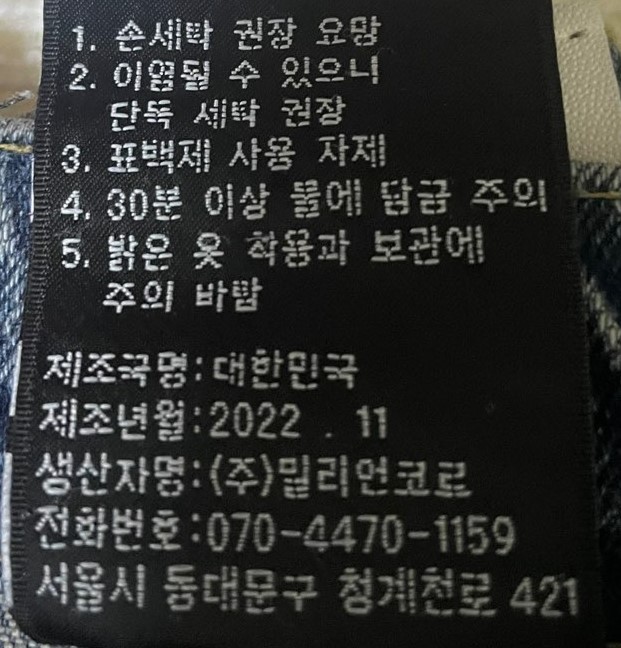 1. 손세탁 권장 요망
2. 이염될 수 있으니
단독 세탁 권장
3. 표백제 사용 자제
4. 30분 이상 물에 담금 주의
5. 밝은 옷 착용과 보관에
주의 바람
제조국명:대한민국
제조년월:2022 . 11
생산자명:(주)밀리언코르
전화번호:070-4470-1159
서울시 동대문구 청계천로 421